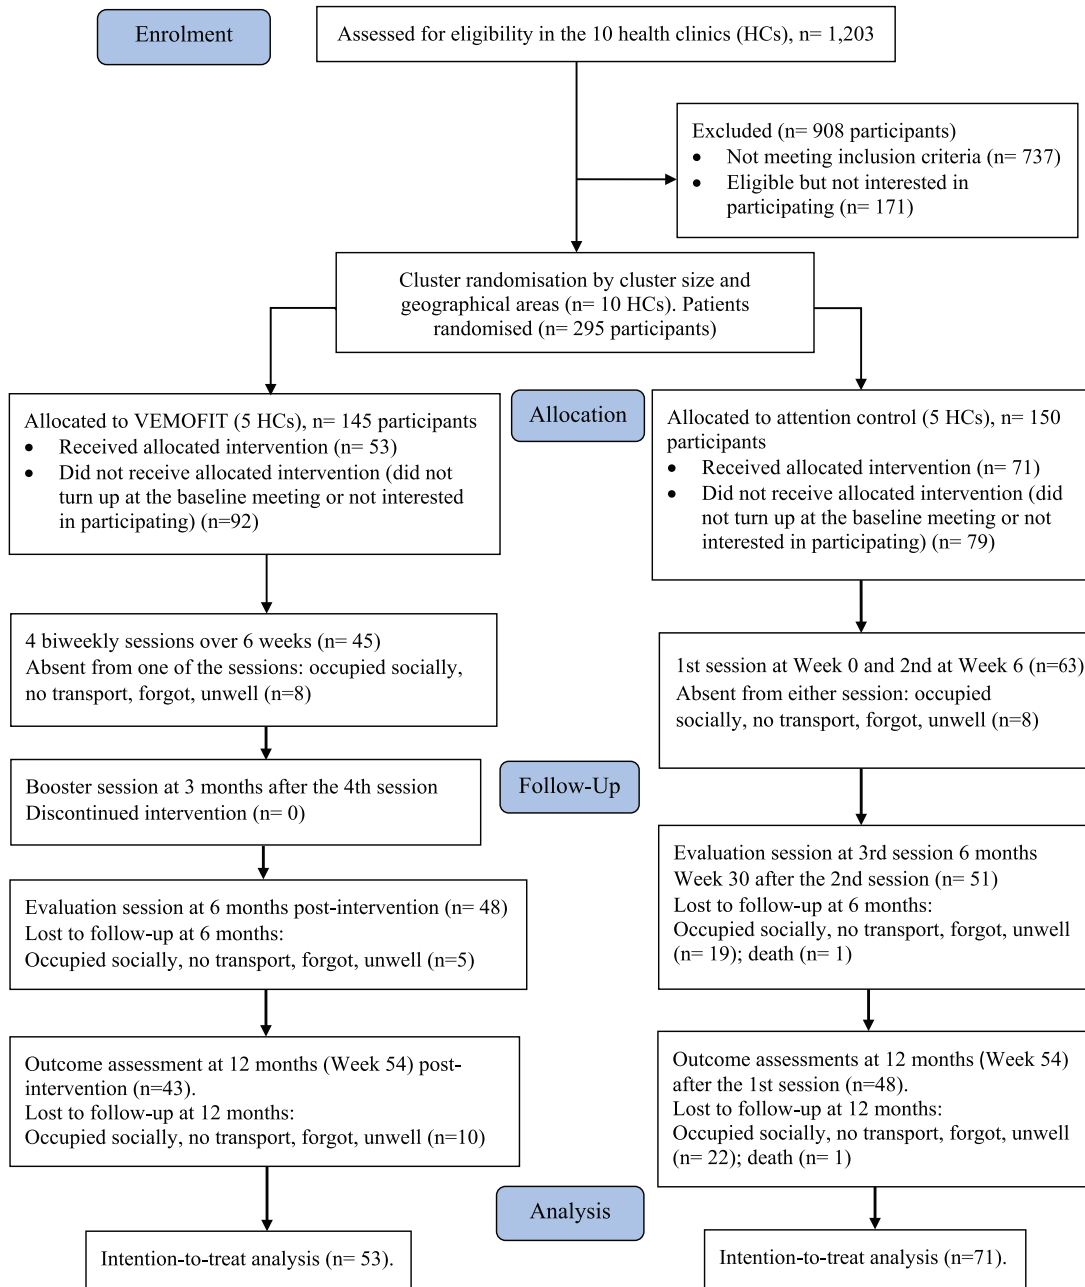 Enrolment
Assessed for eligibility in the 10 health clinics (HCs), n= 1,203
Excluded (n= 908 participants)
• Not meeting inclusion criteria (n= 737)
• Eligible but not interested in
participating (n= 171)
Cluster randomisation by cluster size and
geographical areas (n= 10 HCs). Patients
randomised (n= 295 participants)
Allocation
Allocated to VEMOFIT (5 HCs), n= 145 participants
• Received allocated intervention (n= 53)
• Did not receive allocated intervention (did not
turn up at the baseline meeting or not interested
in participating) (n=92)
Allocated to attention control (5 HCs), n= 150
participants
• Received allocated intervention (n= 71)
• Did not receive allocated intervention (did
not turn up at the baseline meeting or not
interested in participating) (n= 79)
4 biweekly sessions over 6 weeks (n= 45)
Absent from one of the sessions: occupied socially,
no transport, forgot, unwell (n=8)
1st session at Week 0 and 2nd at Week 6 (n=63)
Absent from either session: occupied
socially, no transport, forgot, unwell (n=8)
Follow-Up
Booster session at 3 months after the 4th session
Discontinued intervention (n= 0)
Evaluation session at 6 months post-intervention (n= 48)
Lost to follow-up at 6 months:
Occupied socially, no transport, forgot, unwell (n=5)
Evaluation session at 3rd session 6 months
Week 30 after the 2nd session (n= 51)
Lost to follow-up at 6 months:
Occupied socially, no transport, forgot, unwell
(n= 19); death (n= 1)
Outcome assessment at 12 months (Week 54) post-
intervention (n=43).
Lost to follow-up at 12 months:
Occupied socially, no transport, forgot, unwell (n=10)
Outcome assessments at 12 months (Week 54)
after the 1st session (n=48).
Lost to follow-up at 12 months:
Occupied socially, no transport, forgot, unwell
(n= 22); death (n= 1)
Analysis
Intention-to-treat analysis (n= 53).
Intention-to-treat analysis (n=71).